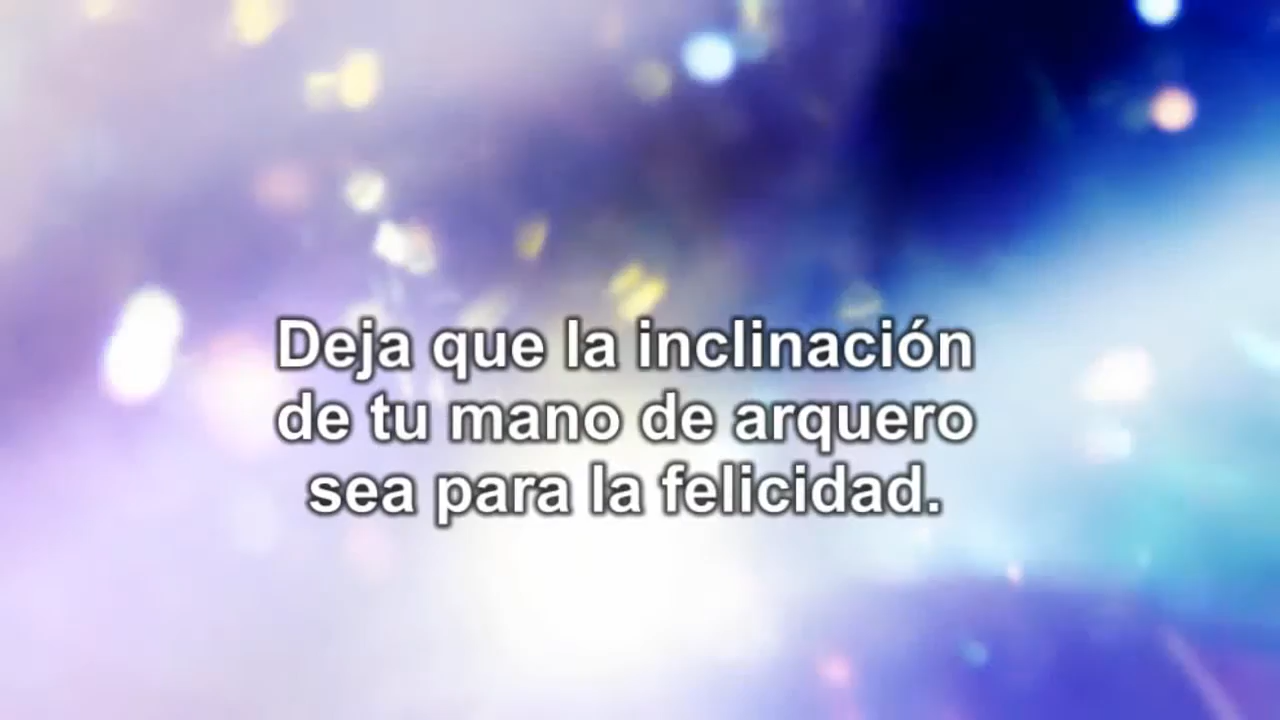 Deja que la inclinación
de tu mano de arquero
sea para la felicidad.